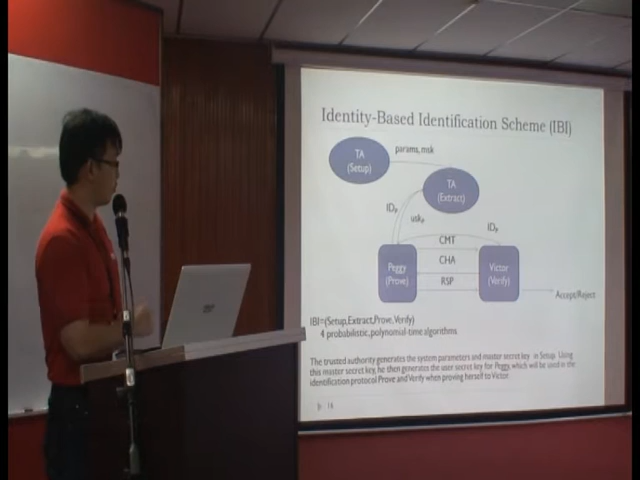 Identity-Based Identification Scheme (IBI)
TA
(Setup)
params, msk
TA
(Extract)
IDP
uskP
IDP
CMT
CHA
RSP
Peggy
(Prove)
Victor
(Verify)
Accept/Reject
IBI=(Setup,Extract,Prove,Verify)
4 probabilistic, polynomial-time algorithms
The trusted authority generates the system parameters and master secret key in Setup. Using
this master secret key, he then generates the user secret key for Peggy, which will be used in the
identification protocol Prove and Verify when proving herself to Victor.